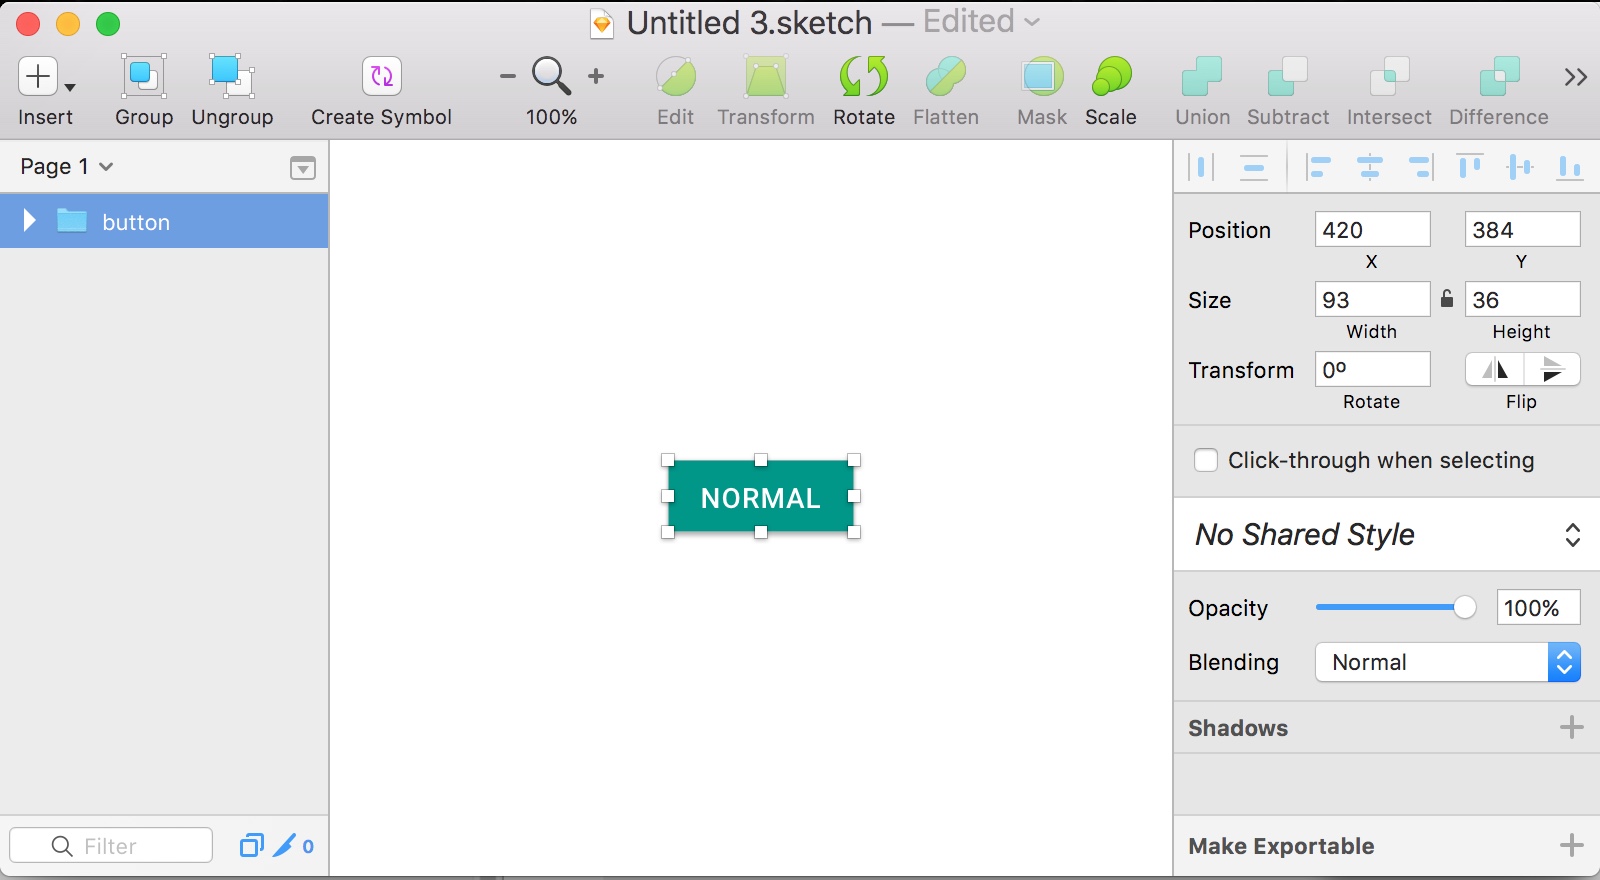 Untitled 3.sketch — Edited
Insert Group Ungroup Create Symbol 100% Edit Transform Rotate Flatten Mask Scale Union Subtract Intersect Difference
Page 1
button
Position 420 384
X Y
Size 93 36
Width Height
Transform 0º
Rotate Flip
Click-through when selecting
NORMAL
No Shared Style
Opacity 100%
Blending Normal
Shadows
Filter 0
Make Exportable